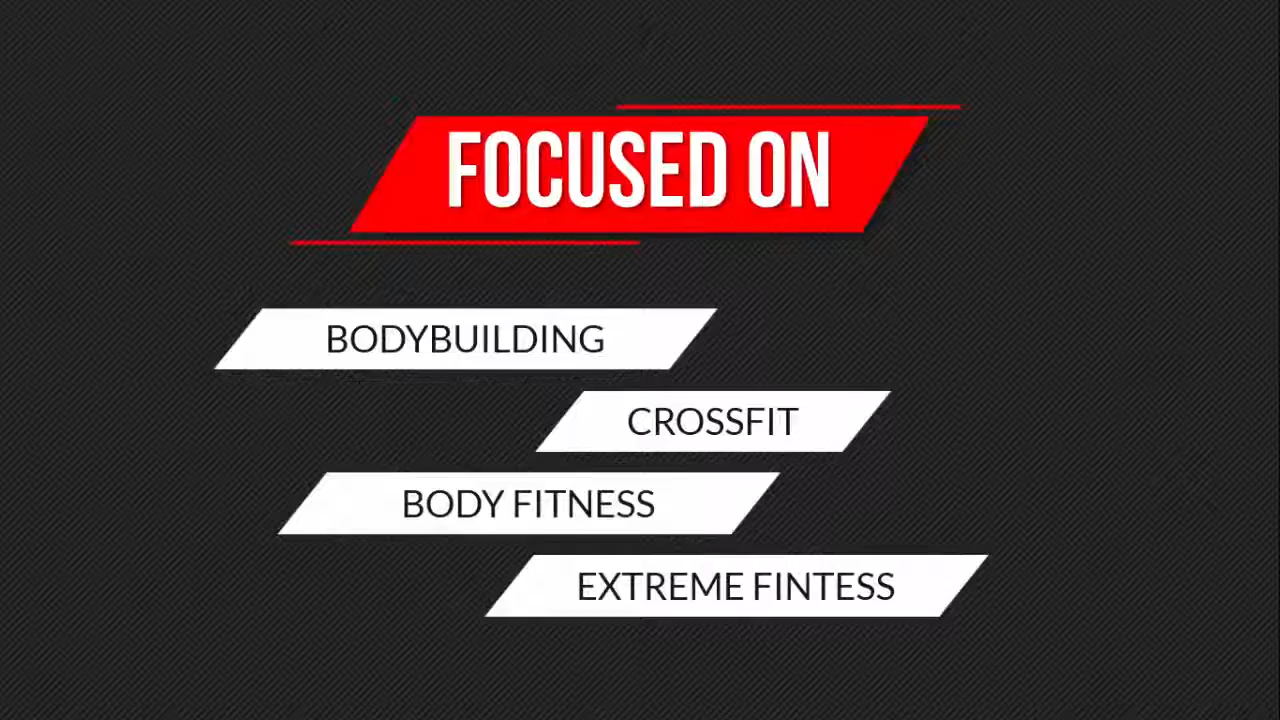 FOCUSED ON
BODYBUILDING
CROSSFIT
BODY FITNESS
EXTREME FINTESS